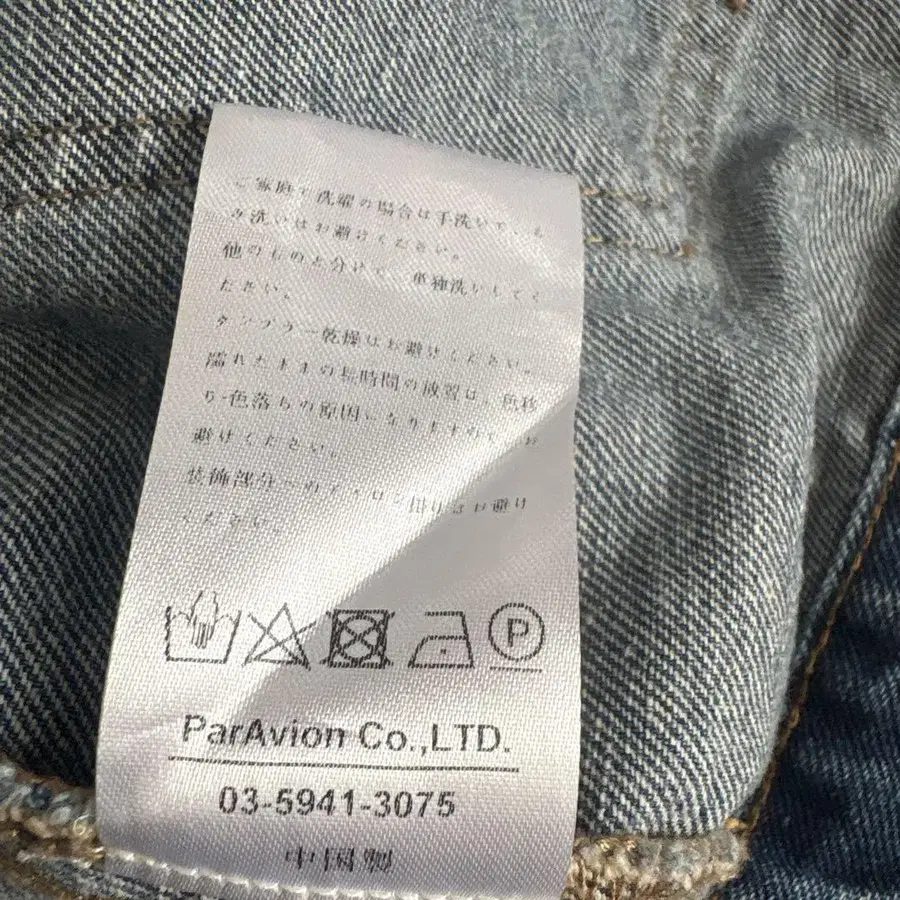 ご家庭で洗濯の場合は手洗いで、も
み洗いはお避けください。
他のものと分けて、単独洗いしてく
ださい。
タンブラー乾燥はお避けください。
濡れたままの長時間の放置は、色移
り・色落ちの原因になりますので、お
避けください。
装飾部分へのアイロン掛けはお避け
ください。
P
ParAvion Co.,LTD.
03-5941-3075
中国製